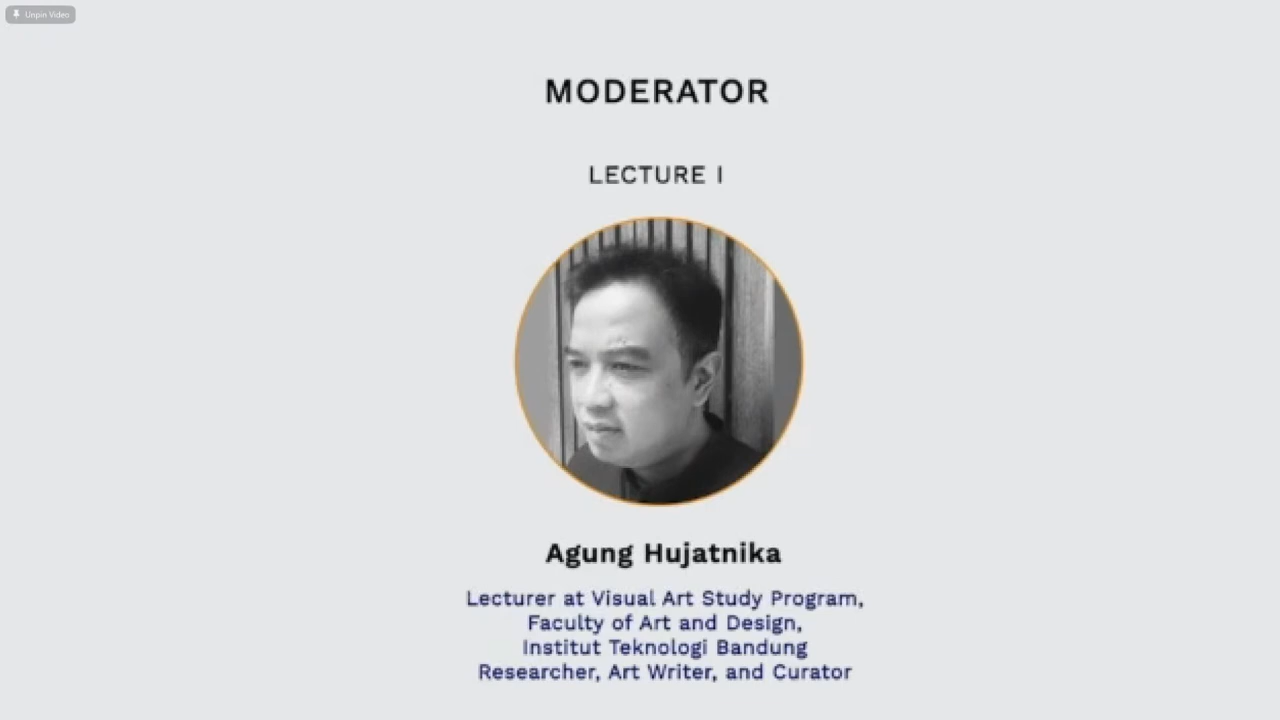 Unpin Video
MODERATOR
LECTURE I
Agung Hujatnika
Lecturer at Visual Art Study Program,
Faculty of Art and Design,
Institut Teknologi Bandung
Researcher, Art Writer, and Curator